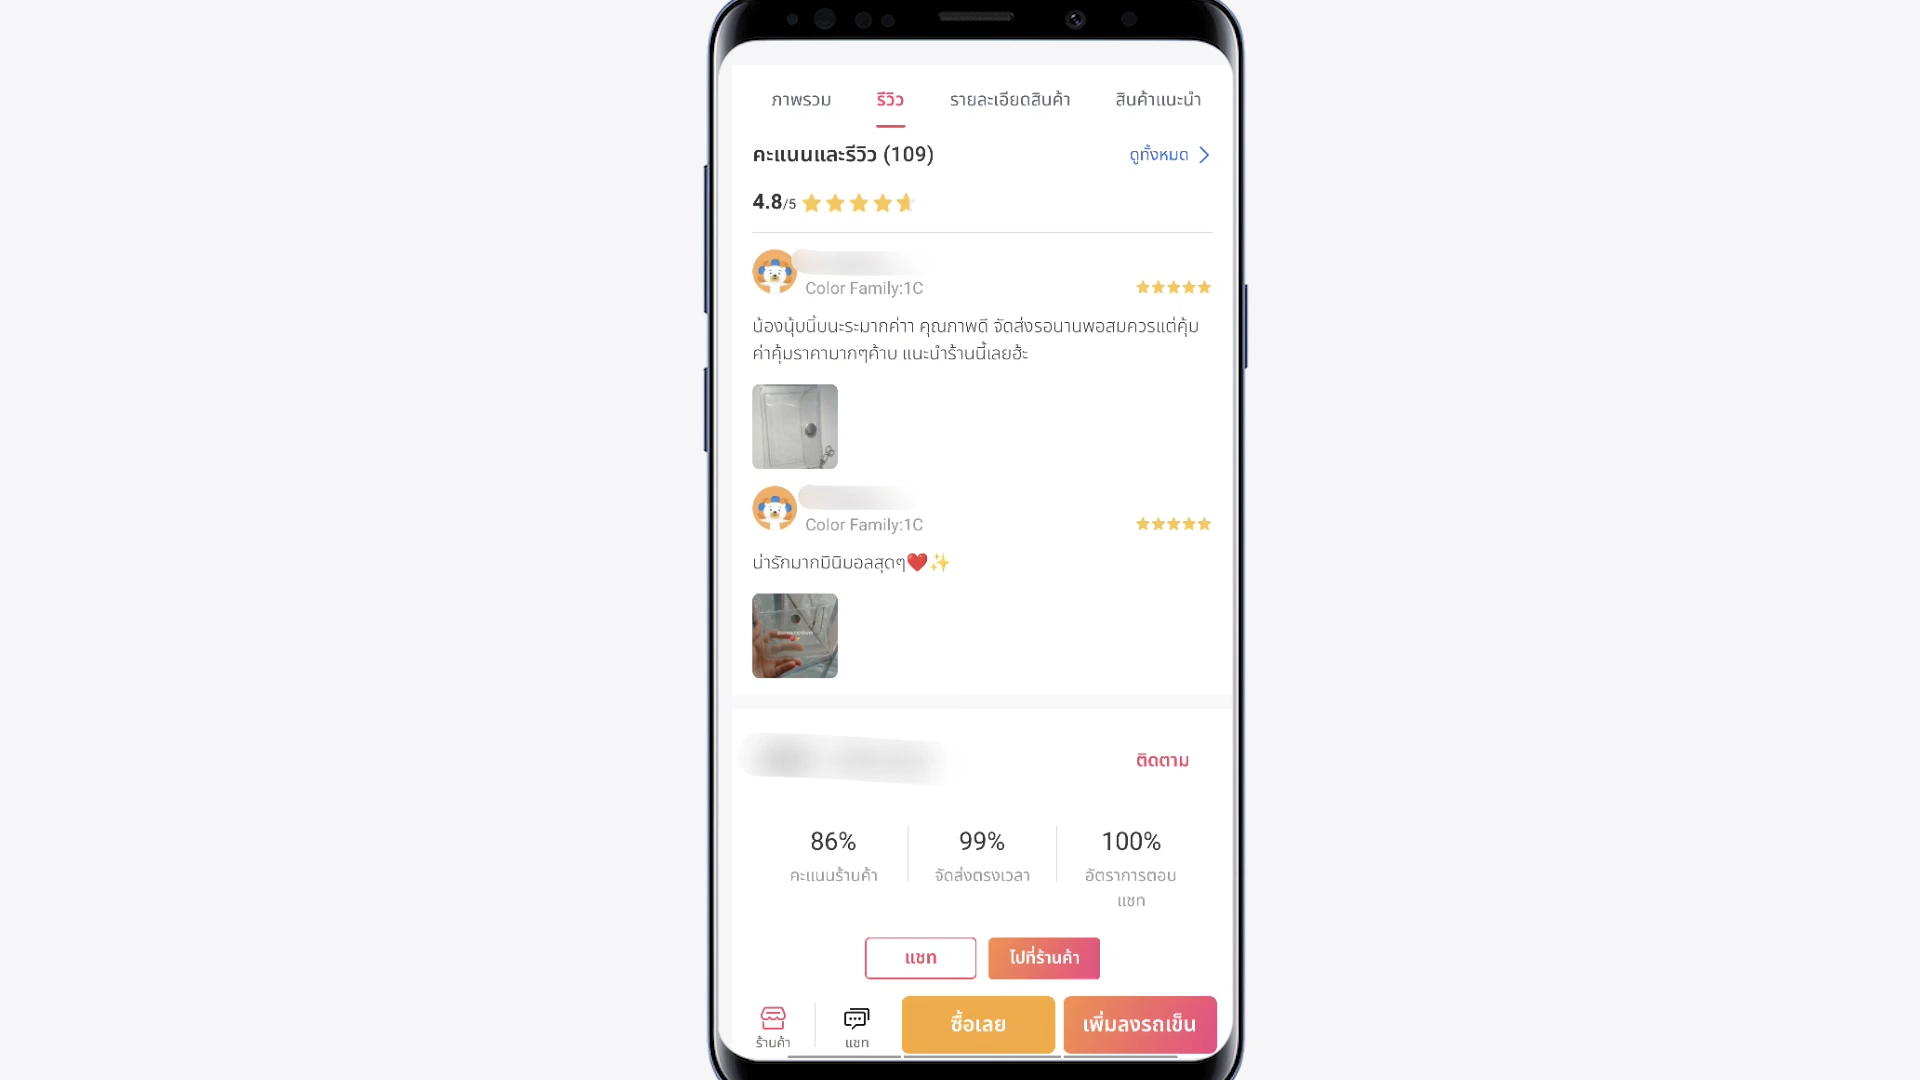 ภาพรวม รีวิว รายละเอียดสินค้า สินค้าแนะนำ
คะแนนและรีวิว (109) ดูทั้งหมด
4.8/5
Color Family:1C
น้องนุ้บนิ้บนะระมากค่าา คุณภาพดี จัดส่งรอนานพอสมควรแต่คุ้ม
ค่าคุ้มราคามากๆค้าบ แนะนำร้านนี้เลยฮ้ะ
Color Family:1C
น่ารักมากมินิมอลสุดๆ❤️✨
ติดตาม
86% 99% 100%
คะแนนร้านค้า จัดส่งตรงเวลา อัตราการตอบ
แชท
แชท ไปที่ร้านค้า
ร้านค้า แชท ซื้อเลย เพิ่มลงรถเข็น